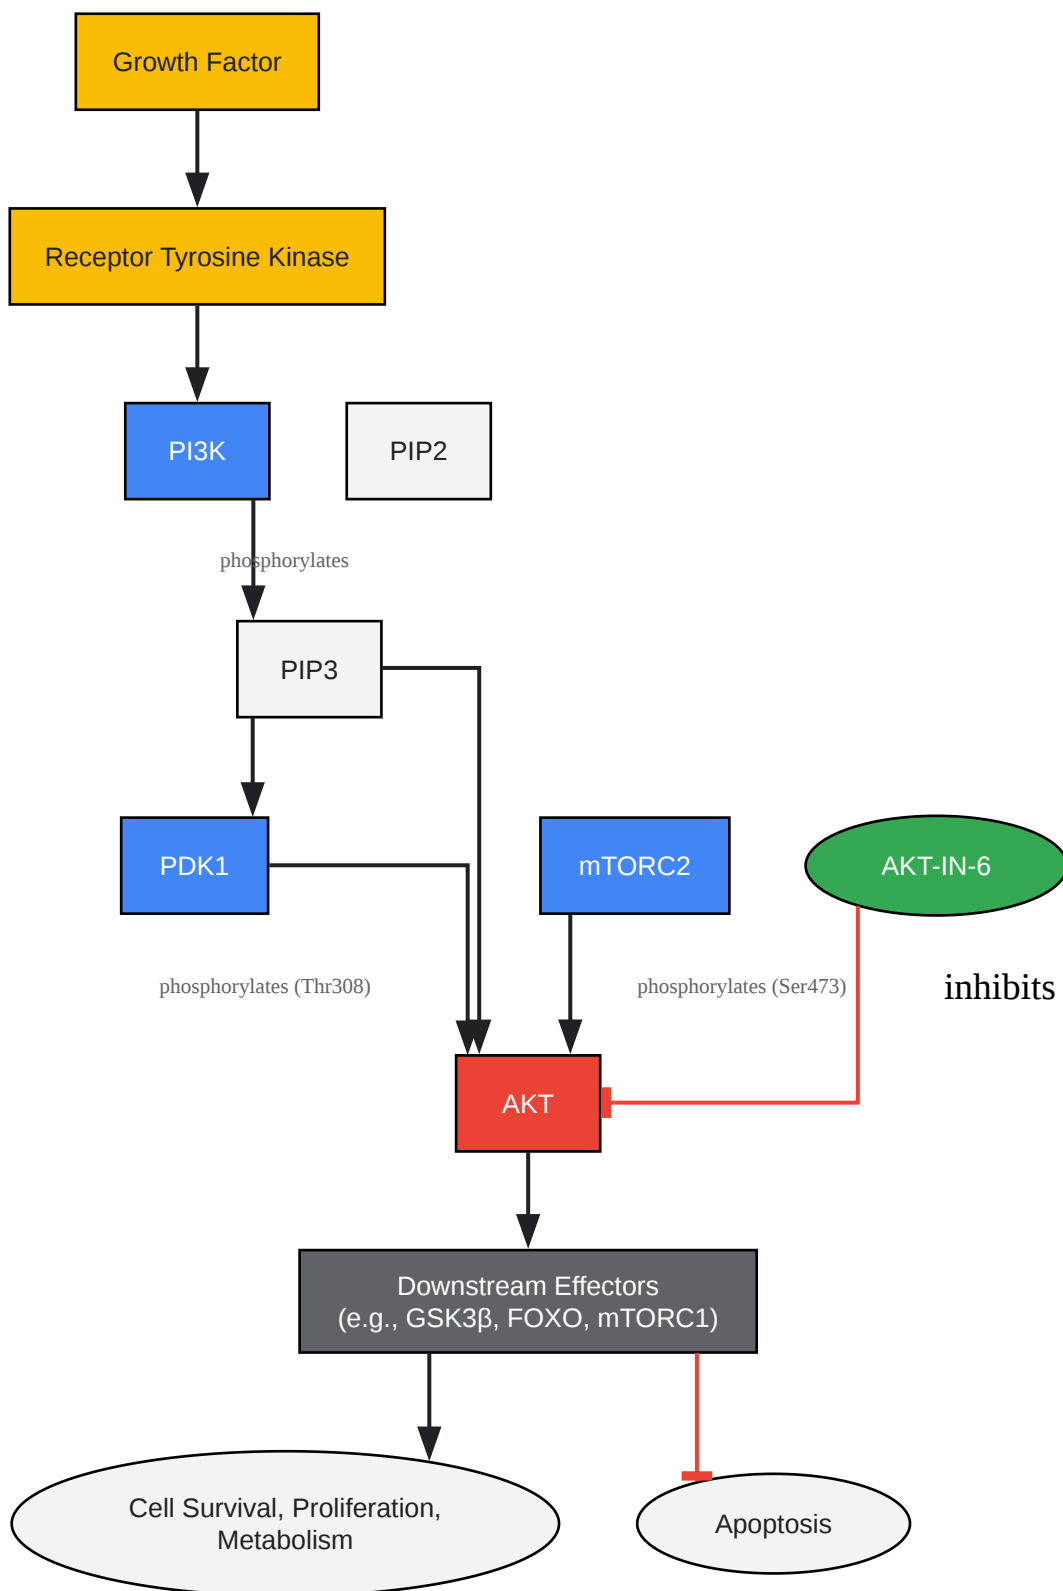 Growth Factor
Receptor Tyrosine Kinase
PI3K
PIP2
phosphorylates
PIP3
PDK1
mTORC2
AKT-IN-6
phosphorylates (Thr308)
phosphorylates (Ser473)
inhibits
AKT
Downstream Effectors
(e.g., GSK3β, FOXO, mTORC1)
Cell Survival, Proliferation,
Metabolism
Apoptosis